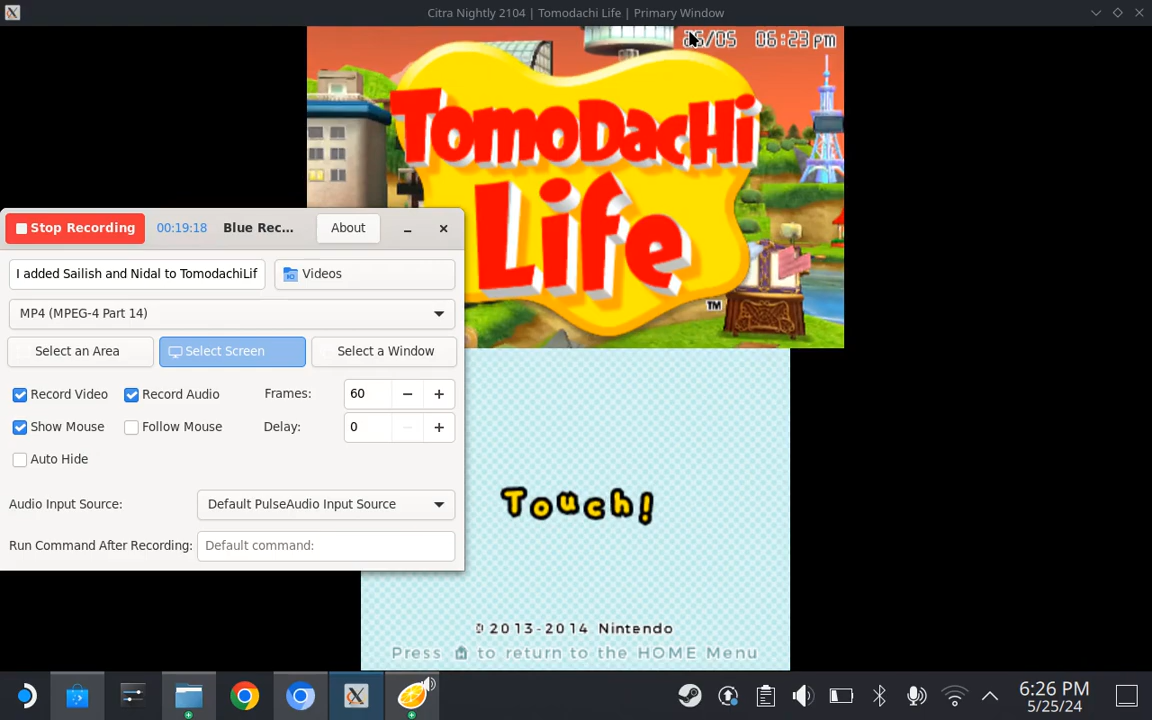 Citra Nightly 2104 | Tomodachi Life | Primary Window
/05 06:23 pm
TomoDacHi
Life
TM
Stop Recording 00:19:18 Blue Rec... About
I added Sailish and Nidal to TomodachiLif Videos
MP4 (MPEG-4 Part 14)
Select an Area Select Screen Select a Window
Record Video Record Audio Frames: 60
Show Mouse Follow Mouse Delay: 0
Auto Hide
Audio Input Source: Default PulseAudio Input Source
Run Command After Recording: Default command:
Touch!
©2013-2014 Nintendo
Press to return to the HOME Menu
6:26 PM
5/25/24